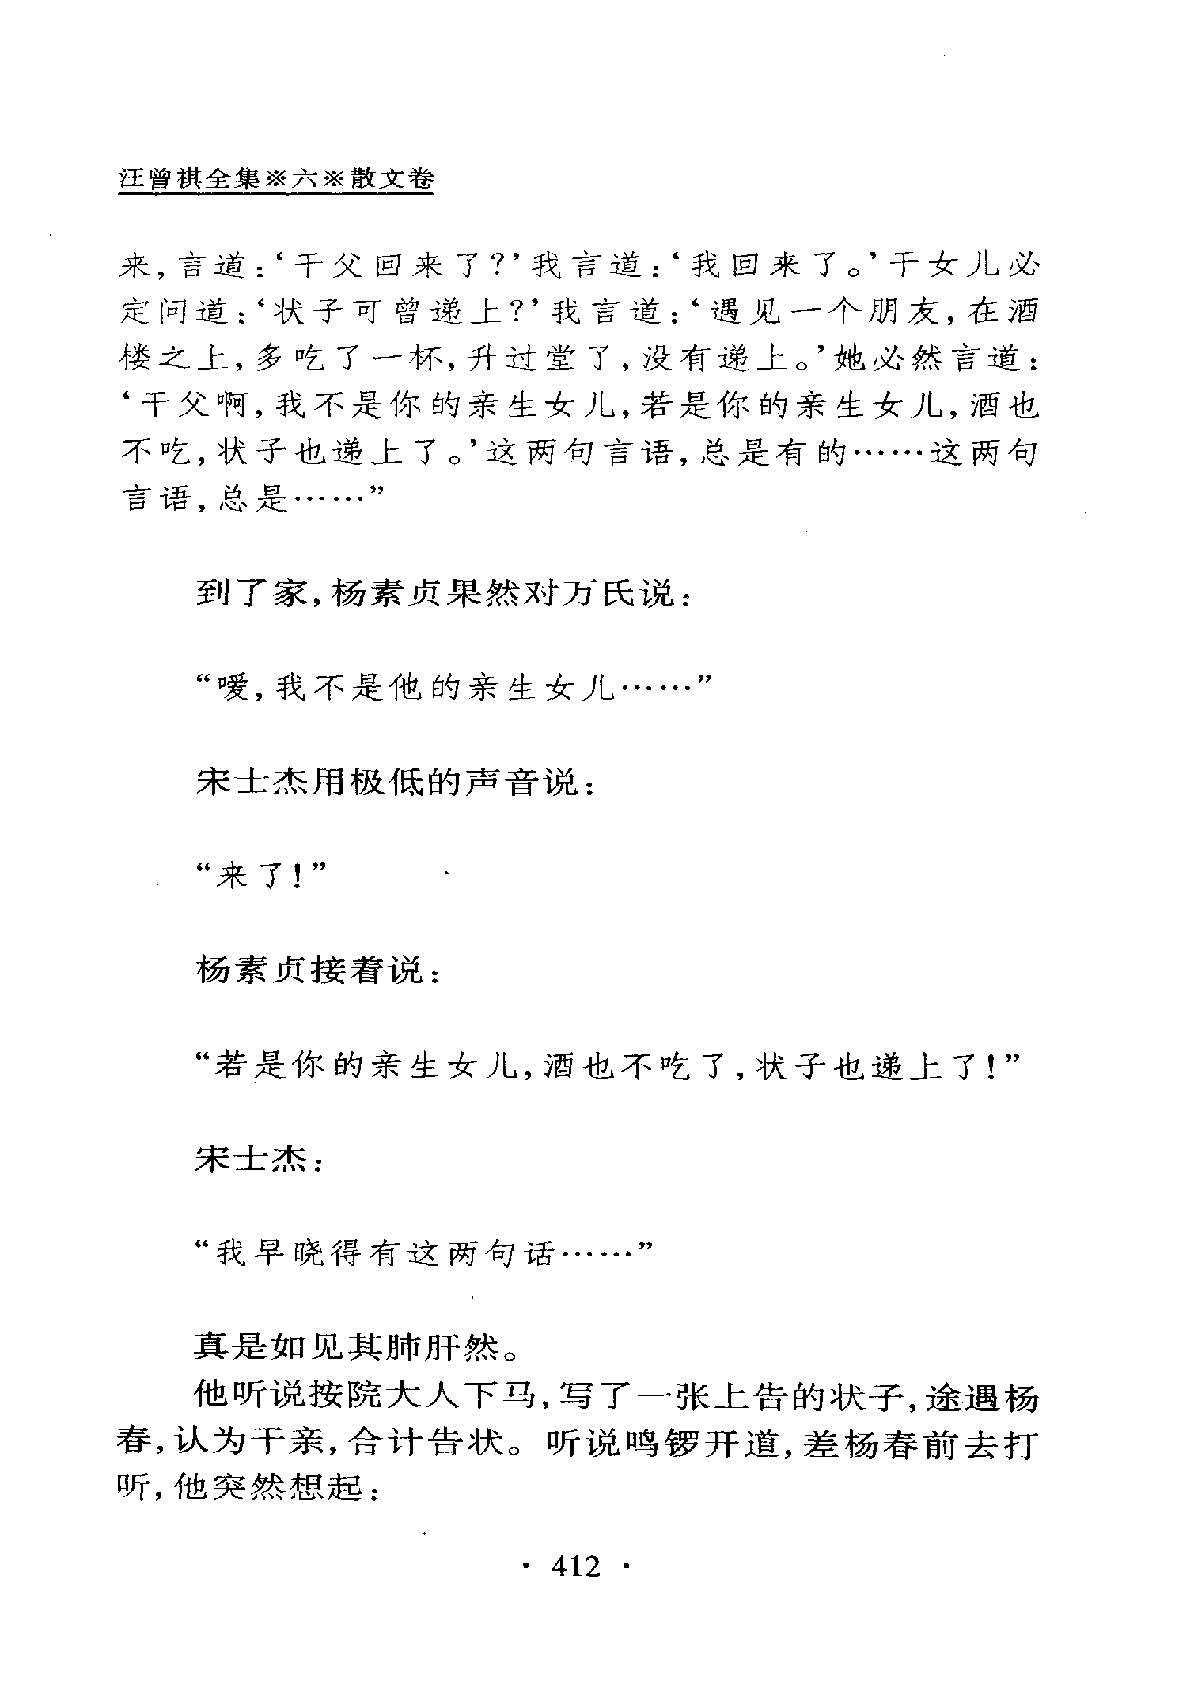 汪曾祺全集※六※散文卷
来,言道:‘干父回来了?’我言道:‘我回来了。’干女儿必
定问道:‘状子可曾递上?’我言道:‘遇见一个朋友,在酒
楼之上,多吃了一杯,升过堂了,没有递上。’她必然言道:
‘干父啊,我不是你的亲生女儿,若是你的亲生女儿,酒也
不吃,状子也递上了。’这两句言语,总是有的……这两句
言语,总是……”
到了家,杨素贞果然对万氏说:
“嗳,我不是他的亲生女儿……”
宋士杰用极低的声音说:
“来了!”
杨素贞接着说:
“若是你的亲生女儿,酒也不吃了,状子也递上了!”
宋士杰:
“我早晓得有这两句话……”
真是如见其肺肝然。
他听说按院大人下马,写了一张上告的状子,途遇杨
春,认为干亲,合计告状。听说鸣锣开道,差杨春前去打
听,他突然想起:
· 412 ·